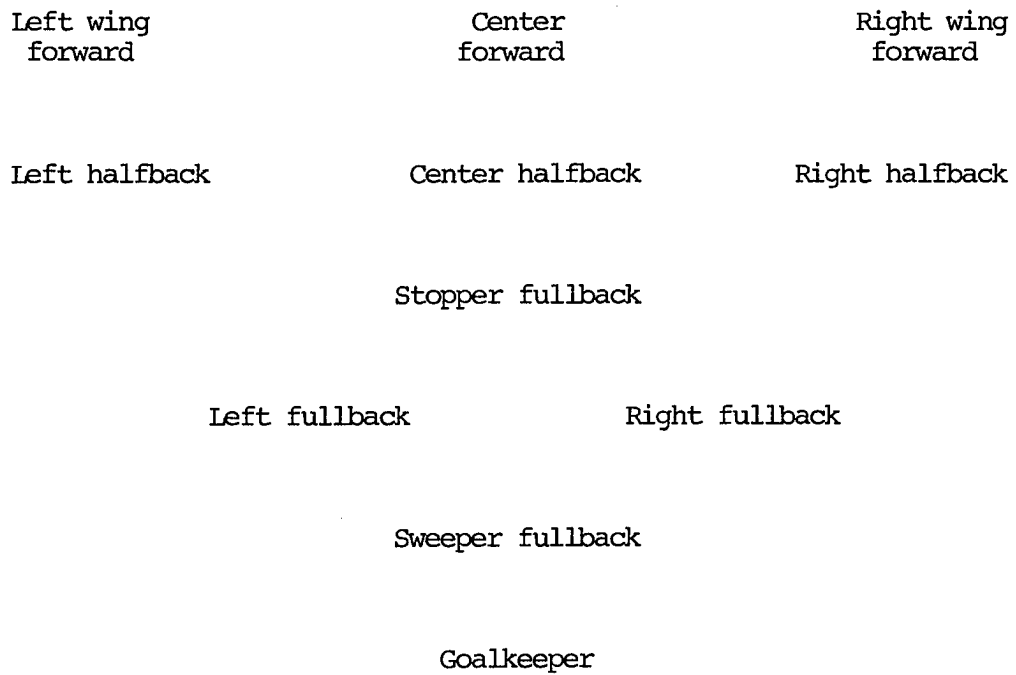 Left wing Center Right wing
forward forward forward
Left halfback Center halfback Right halfback
Stopper fullback
Left fullback Right fullback
Sweeper fullback
Goalkeeper